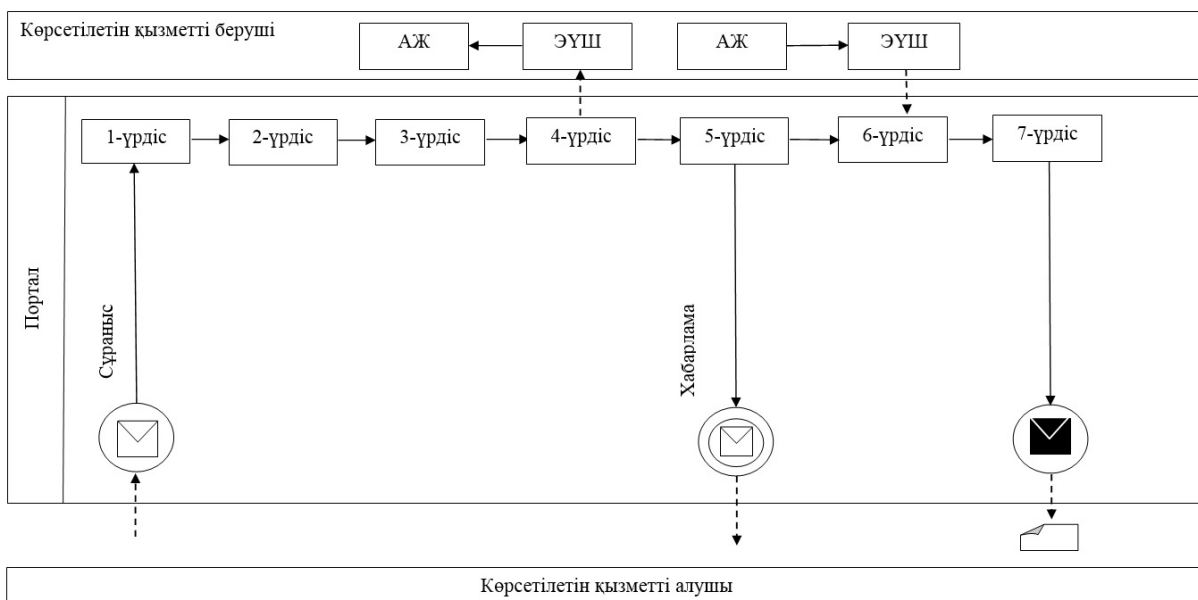 Көрсетілетін қызметті беруші
АЖ
ЭҮШ
АЖ
ЭҮШ
1-үрдіс
2-үрдіс
3-үрдіс
4-үрдіс
5-үрдіс
6-үрдіс
7-үрдіс
Портал
Сұраныс
Хабарлама
Көрсетілетін қызметті алушы